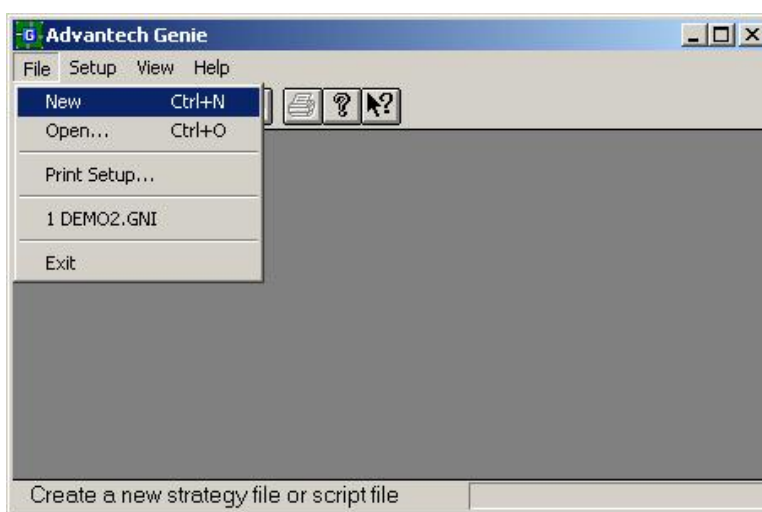 G Advantech Genie
File Setup View Help
New Ctrl+N
Open... Ctrl+O
Print Setup...
1 DEMO2.GNI
Exit
Create a new strategy file or script file